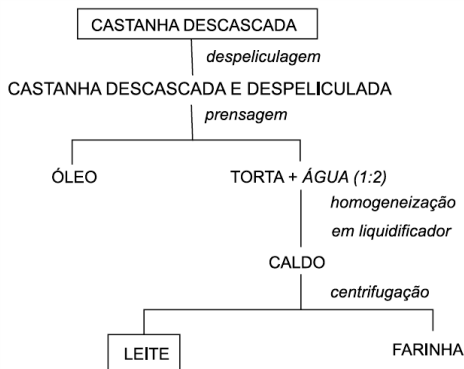 CASTANHA DESCASCADA
despeliculagem
CASTANHA DESCASCADA E DESPELICULADA
prensagem
ÓLEO
TORTA + ÁGUA (1:2)
homogeneização
em liquidificador
CALDO
centrifugação
LEITE
FARINHA